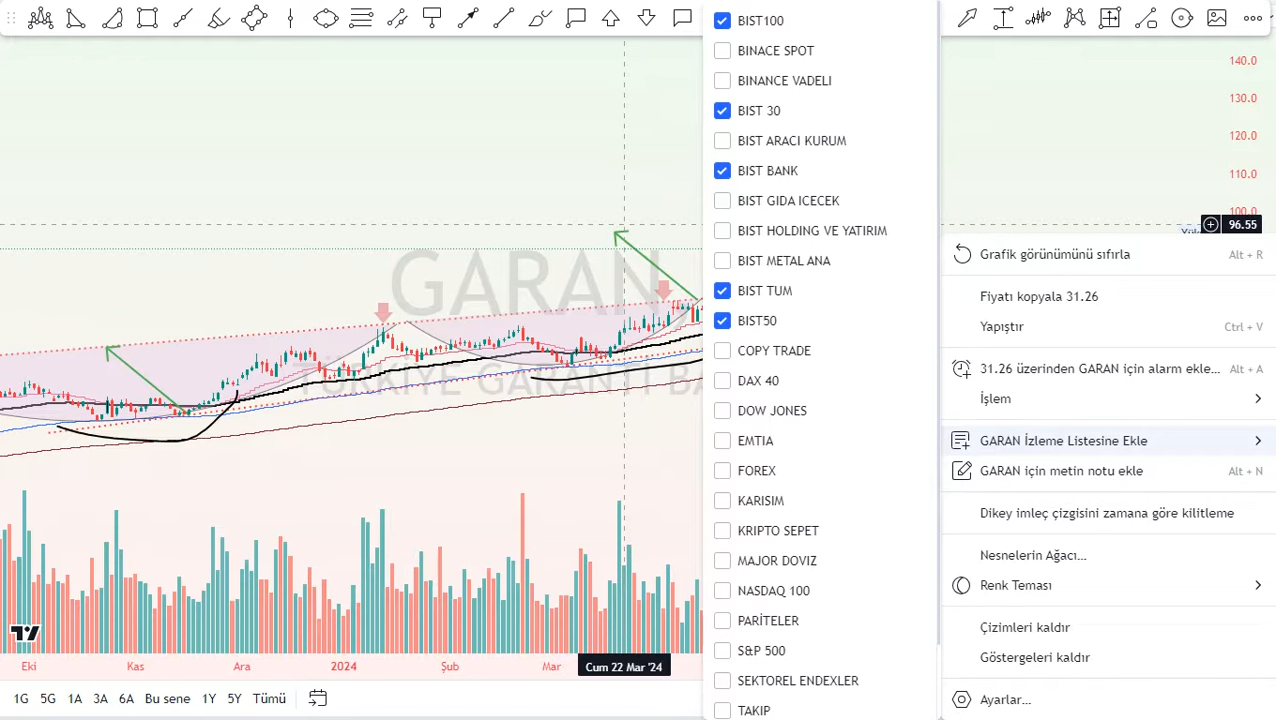 BIST100
BINACE SPOT
BINANCE VADELI
BIST 30
BIST ARACI KURUM
BIST BANK
BIST GIDA ICECEK
BIST HOLDING VE YATIRIM
BIST METAL ANA
BIST TUM
BIST50
COPY TRADE
DAX 40
DOW JONES
EMTIA
FOREX
KARISIM
KRIPTO SEPET
MAJOR DOVIZ
NASDAQ 100
PARİTELER
S&P 500
SEKTOREL ENDEXLER
TAKIP
140.0
130.0
120.0
110.0
100.0
96.55
Grafik görünümünü sıfırla Alt + R
Fiyatı kopyala 31.26
Yapıştır Ctrl + V
31.26 üzerinden GARAN için alarm ekle... Alt + A
İşlem
GARAN İzleme Listesine Ekle
GARAN için metin notu ekle Alt + N
Dikey imleç çizgisini zamana göre kilitleme
Nesnelerin Ağacı...
Renk Teması
Çizimleri kaldır
Göstergeleri kaldır
Ayarlar...
GARAN
TÜRKİYE GARANTİ BA
Eki Kas Ara 2024 Şub Mar Cum 22 Mar '24
1G 5G 1A 3A 6A Bu sene 1Y 5Y Tümü